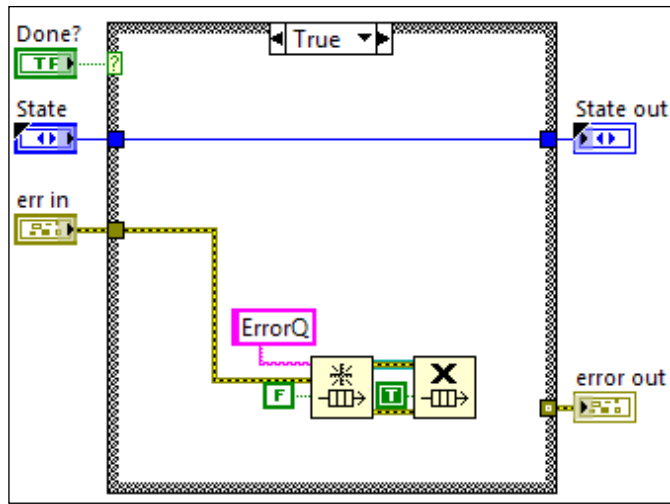 Done?
True
TF
?
State
State out
err in
ErrorQ
F
T
error out